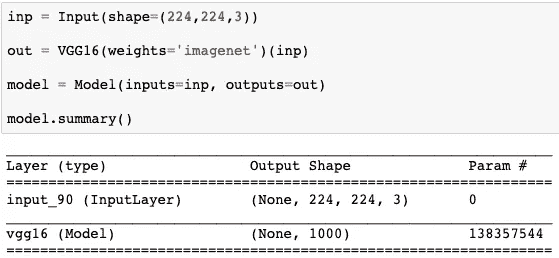 inp = Input(shape=(224,224,3))
out = VGG16(weights='imagenet')(inp)
model = Model(inputs=inp, outputs=out)
model.summary()
Layer (type) Output Shape Param #
input_90 (InputLayer) (None, 224, 224, 3) 0
vgg16 (Model) (None, 1000) 138357544